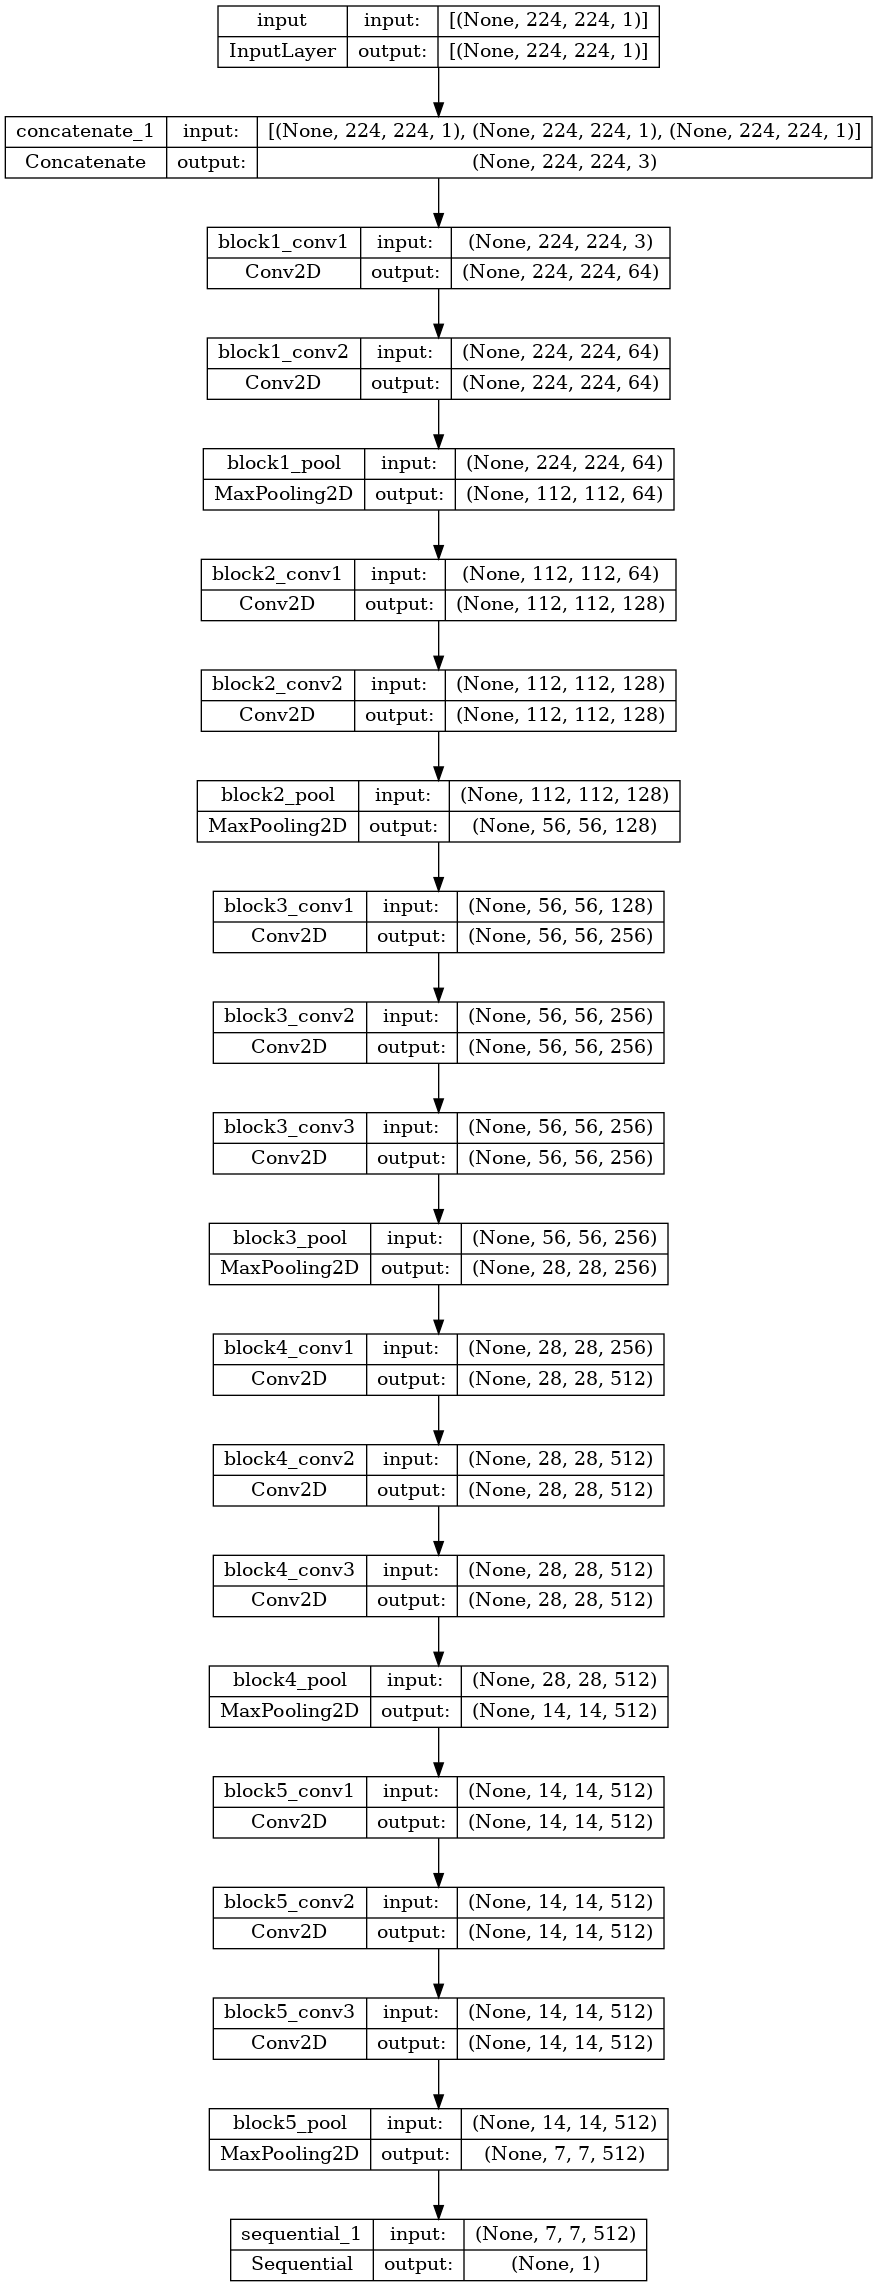 input input: [(None, 224, 224, 1)]
InputLayer output: [(None, 224, 224, 1)]
concatenate_1 input: [(None, 224, 224, 1), (None, 224, 224, 1), (None, 224, 224, 1)]
Concatenate output: (None, 224, 224, 3)
block1_conv1 input: (None, 224, 224, 3)
Conv2D output: (None, 224, 224, 64)
block1_conv2 input: (None, 224, 224, 64)
Conv2D output: (None, 224, 224, 64)
block1_pool input: (None, 224, 224, 64)
MaxPooling2D output: (None, 112, 112, 64)
block2_conv1 input: (None, 112, 112, 64)
Conv2D output: (None, 112, 112, 128)
block2_conv2 input: (None, 112, 112, 128)
Conv2D output: (None, 112, 112, 128)
block2_pool input: (None, 112, 112, 128)
MaxPooling2D output: (None, 56, 56, 128)
block3_conv1 input: (None, 56, 56, 128)
Conv2D output: (None, 56, 56, 256)
block3_conv2 input: (None, 56, 56, 256)
Conv2D output: (None, 56, 56, 256)
block3_conv3 input: (None, 56, 56, 256)
Conv2D output: (None, 56, 56, 256)
block3_pool input: (None, 56, 56, 256)
MaxPooling2D output: (None, 28, 28, 256)
block4_conv1 input: (None, 28, 28, 256)
Conv2D output: (None, 28, 28, 512)
block4_conv2 input: (None, 28, 28, 512)
Conv2D output: (None, 28, 28, 512)
block4_conv3 input: (None, 28, 28, 512)
Conv2D output: (None, 28, 28, 512)
block4_pool input: (None, 28, 28, 512)
MaxPooling2D output: (None, 14, 14, 512)
block5_conv1 input: (None, 14, 14, 512)
Conv2D output: (None, 14, 14, 512)
block5_conv2 input: (None, 14, 14, 512)
Conv2D output: (None, 14, 14, 512)
block5_conv3 input: (None, 14, 14, 512)
Conv2D output: (None, 14, 14, 512)
block5_pool input: (None, 14, 14, 512)
MaxPooling2D output: (None, 7, 7, 512)
sequential_1 input: (None, 7, 7, 512)
Sequential output: (None, 1)